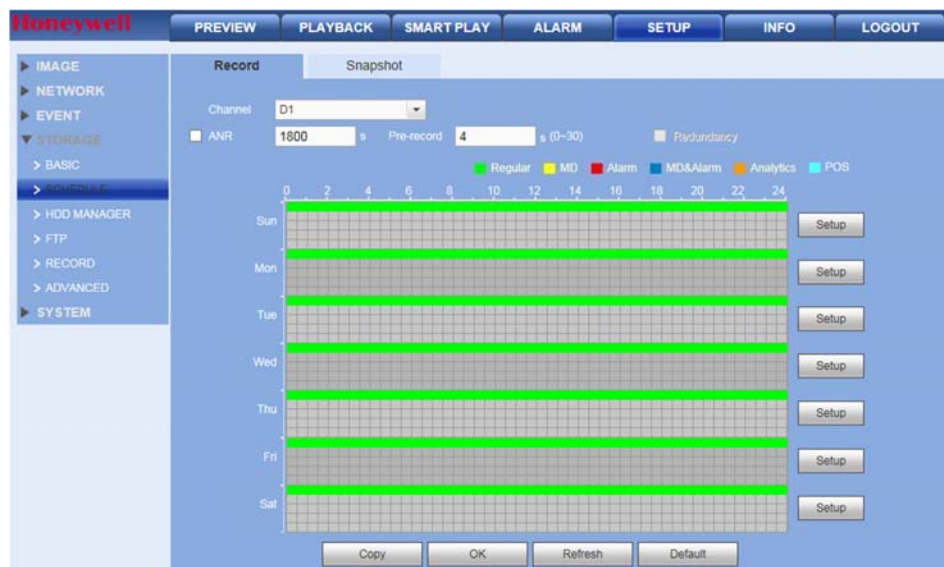 Honeywell
PREVIEW PLAYBACK SMART PLAY ALARM SETUP INFO LOGOUT
IMAGE
NETWORK
EVENT
STORAGE
> BASIC
> SCHEDULE
> HDD MANAGER
> FTP
> RECORD
> ADVANCED
SYSTEM
Record Snapshot
Channel D1
ANR 1800 s Pre-record 4 s (0~30) Redundancy
Regular MD Alarm MD&Alarm Analytics POS
0 2 4 6 8 10 12 14 16 18 20 22 24
Sun Setup
Mon Setup
Tue Setup
Wed Setup
Thu Setup
Fri Setup
Sat Setup
Copy OK Refresh Default